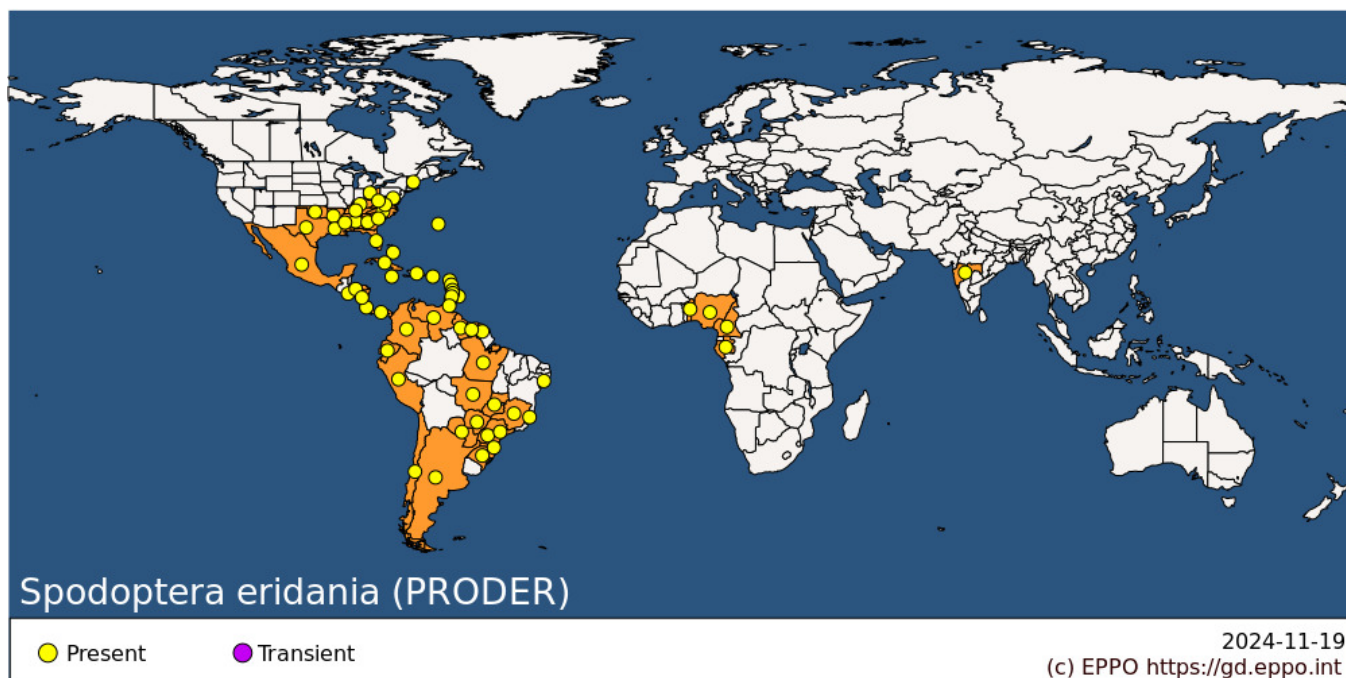 Spodoptera eridania (PRODER)
Present
Transient
2024-11-19
(c) EPPO https://gd.eppo.int